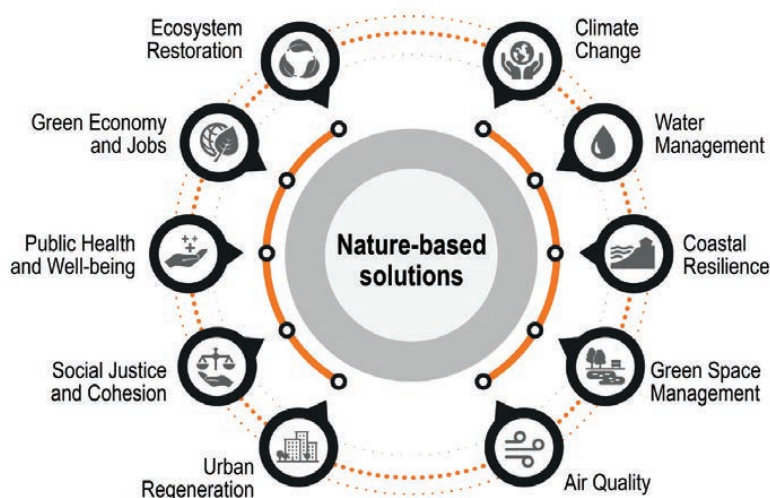 Ecosystem
Restoration
Climate
Change
Green Economy
and Jobs
Water
Management
Public Health
and Well-being
Nature-based
solutions
Coastal
Resilience
Social Justice
and Cohesion
Green Space
Management
Urban
Regeneration
Air Quality